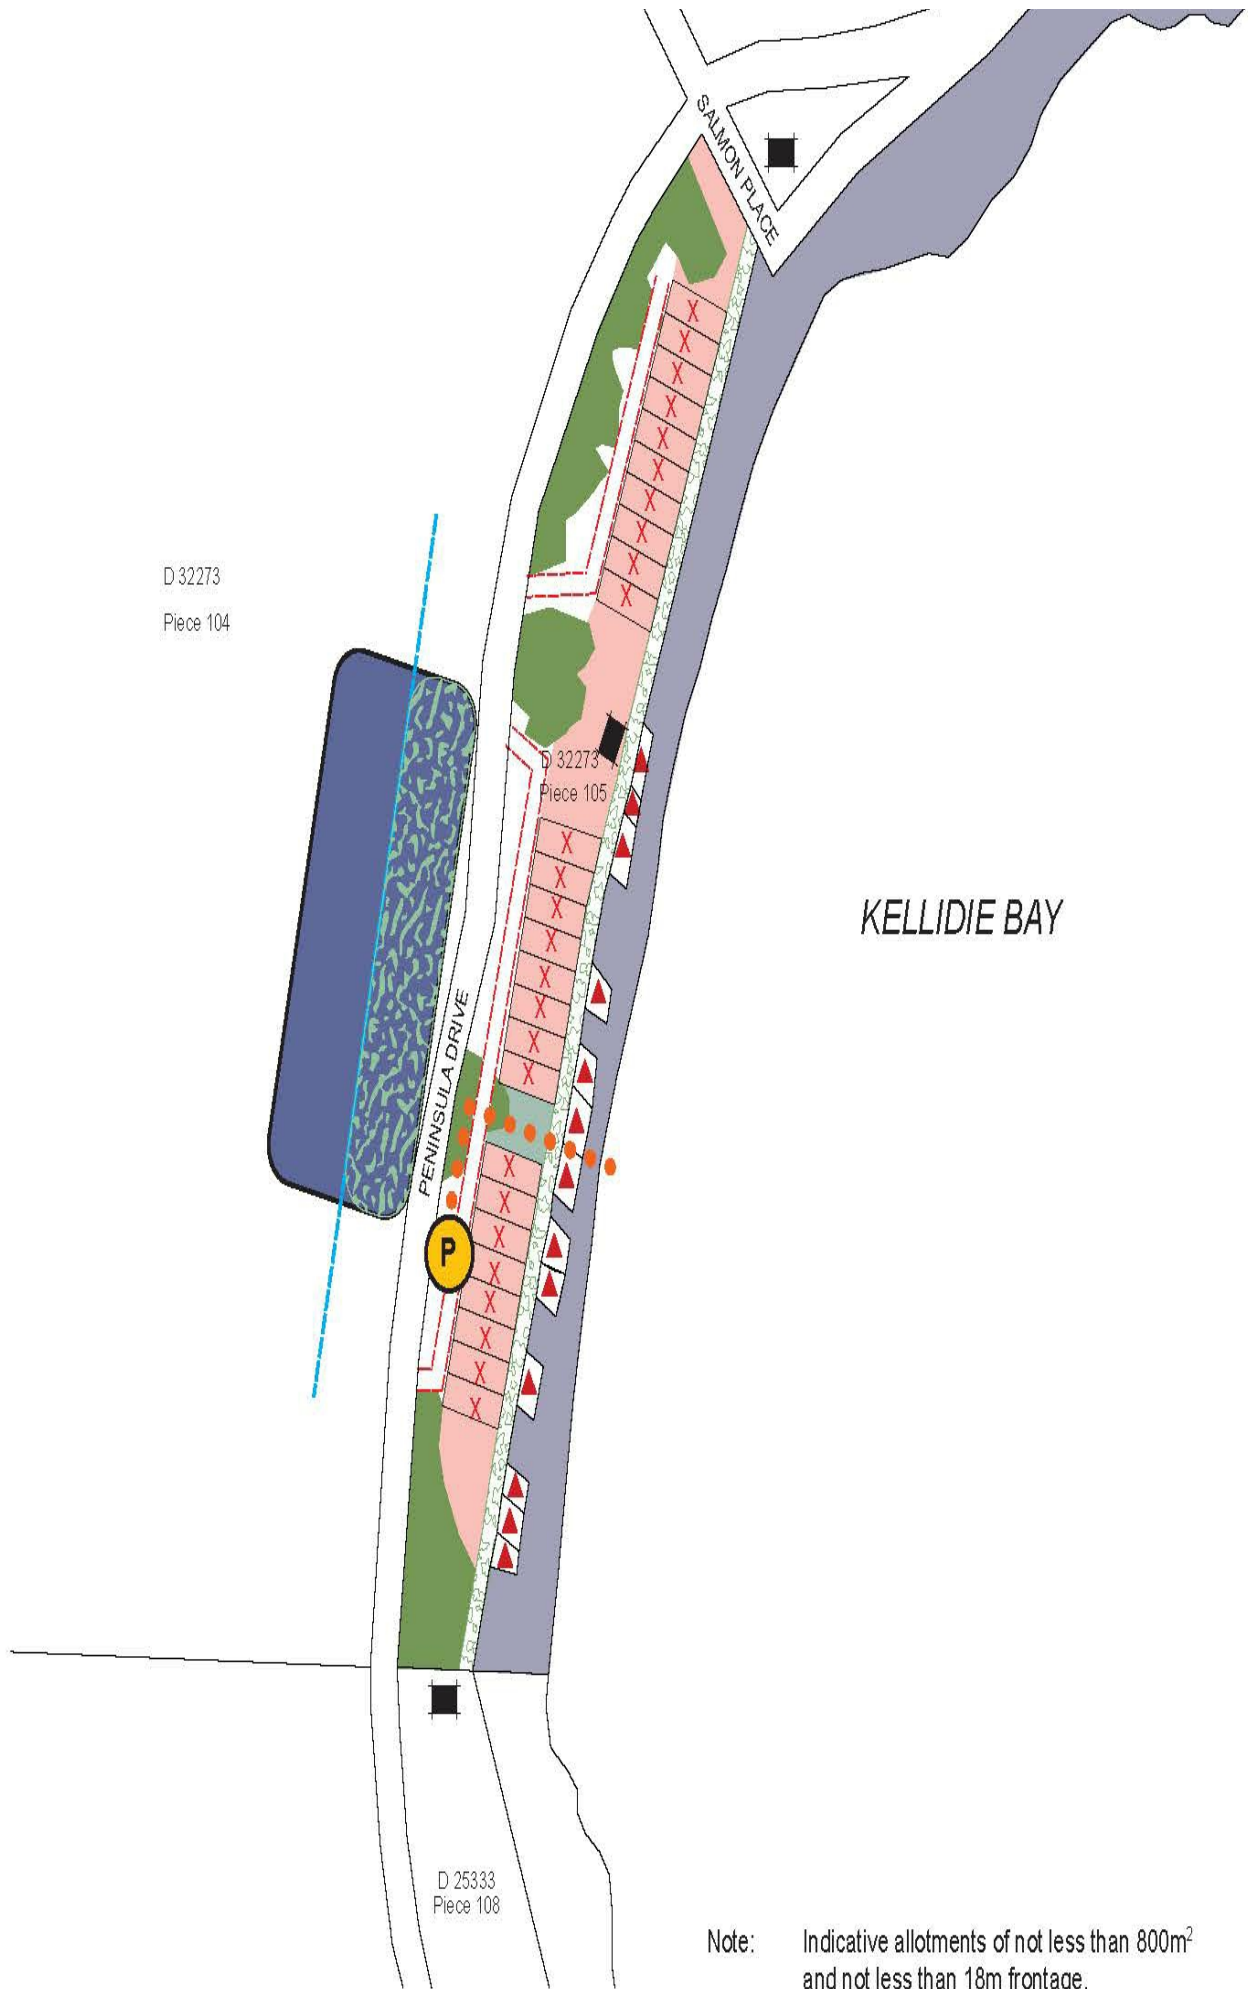 SALMON PLACE
D 32273
Piece 104
D 32273
Piece 105
X
X
X
X
X
X
X
X
X
X
KELLIDIE BAY
X
X
X
X
X
X
X
X
PENINSULA DRIVE
P
X
X
X
X
X
X
X
X
D 25333
Piece 108
Note: Indicative allotments of not less than 800m²
and not less than 18m frontage.